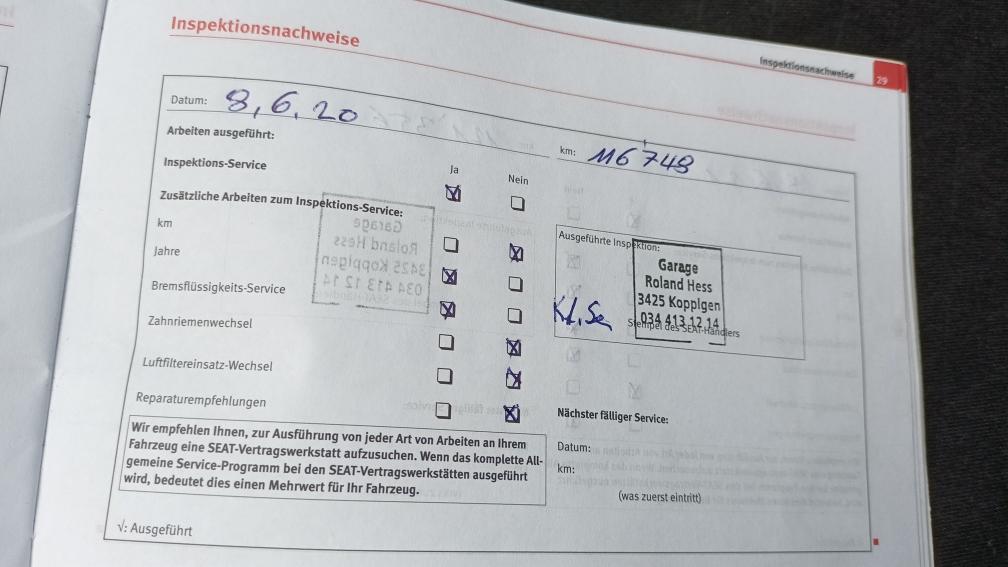 Inspektionsnachweise
Inspektionsnachweise 29
Datum: 8,6.20
km: 116748
Arbeiten ausgeführt:
Ja Nein
Inspektions-Service
Zusätzliche Arbeiten zum Inspektions-Service:
km
Jahre
Bremsflüssigkeits-Service
Zahnriemenwechsel
Luftfiltereinsatz-Wechsel
Reparaturempfehlungen
Wir empfehlen Ihnen, zur Ausführung von jeder Art von Arbeiten an Ihrem
Fahrzeug eine SEAT-Vertragswerkstatt aufzusuchen. Wenn das komplette All-
gemeine Service-Programm bei den SEAT-Vertragswerkstätten ausgeführt
wird, bedeutet dies einen Mehrwert für Ihr Fahrzeug.
√: Ausgeführt
Ausgeführte Inspektion:
Garage
Roland Hess
3425 Koppigen
034 413 12 14
Kl. Se
Stempel des SEAT-Händlers
Nächster fälliger Service:
Datum:
km:
(was zuerst eintritt)